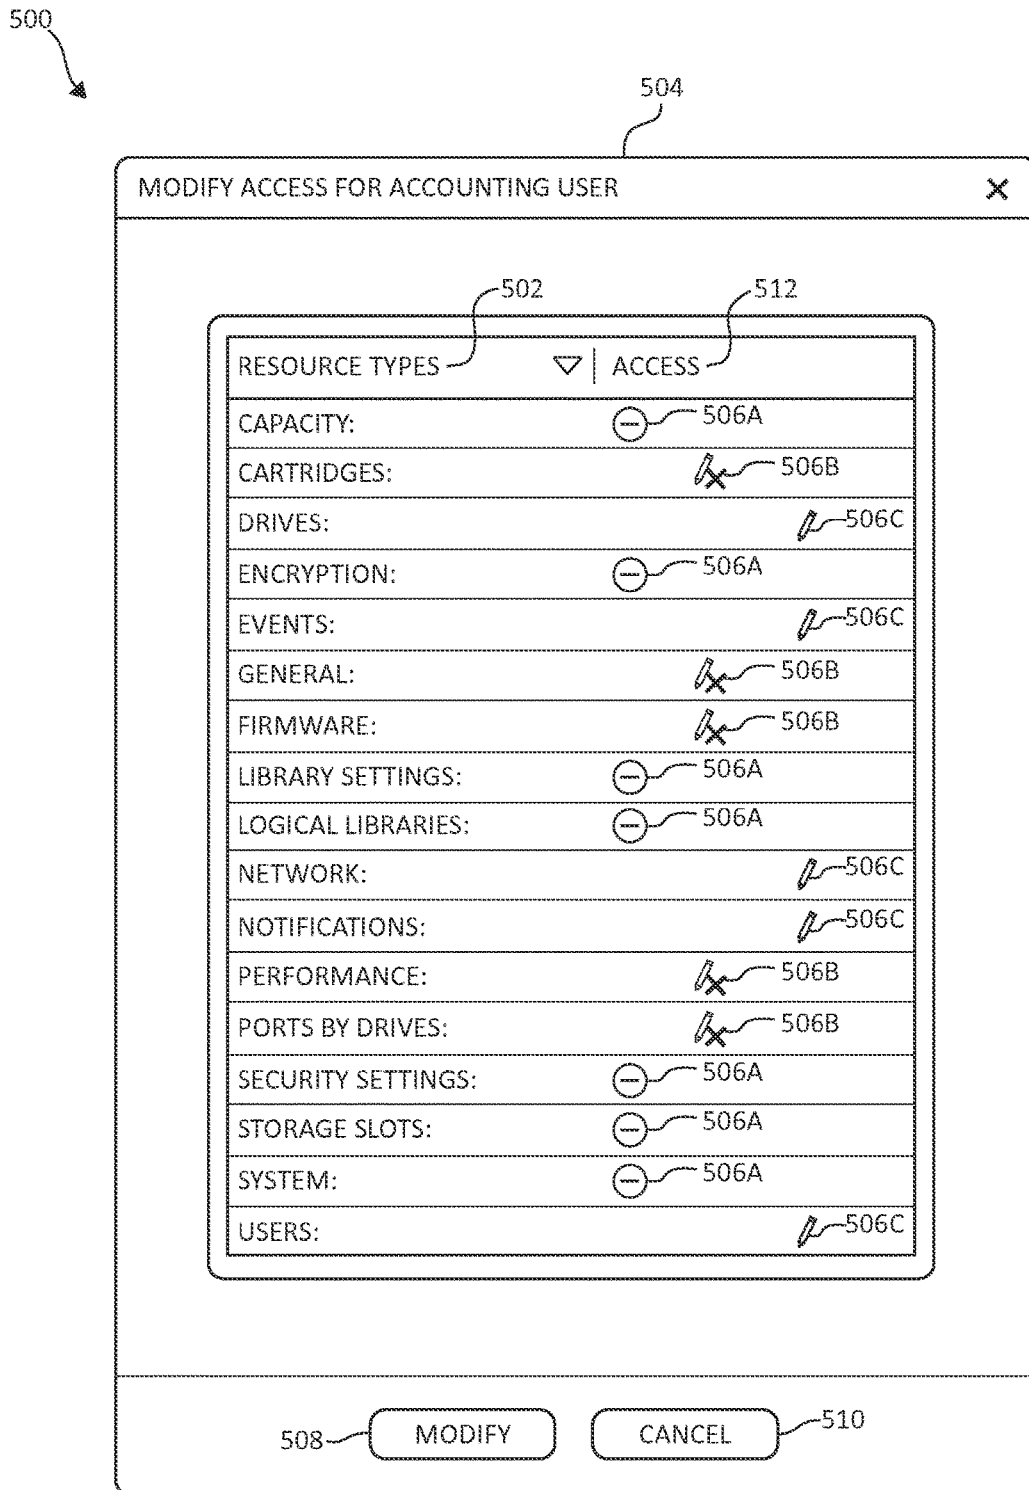 500
504
MODIFY ACCESS FOR ACCOUNTING USER
502 512
RESOURCE TYPES ACCESS
CAPACITY: 506A
CARTRIDGES: 506B
DRIVES: 506C
ENCRYPTION: 506A
EVENTS: 506C
GENERAL: 506B
FIRMWARE: 506B
LIBRARY SETTINGS: 506A
LOGICAL LIBRARIES: 506A
NETWORK: 506C
NOTIFICATIONS: 506C
PERFORMANCE: 506B
PORTS BY DRIVES: 506B
SECURITY SETTINGS: 506A
STORAGE SLOTS: 506A
SYSTEM: 506A
USERS: 506C
508 MODIFY CANCEL 510